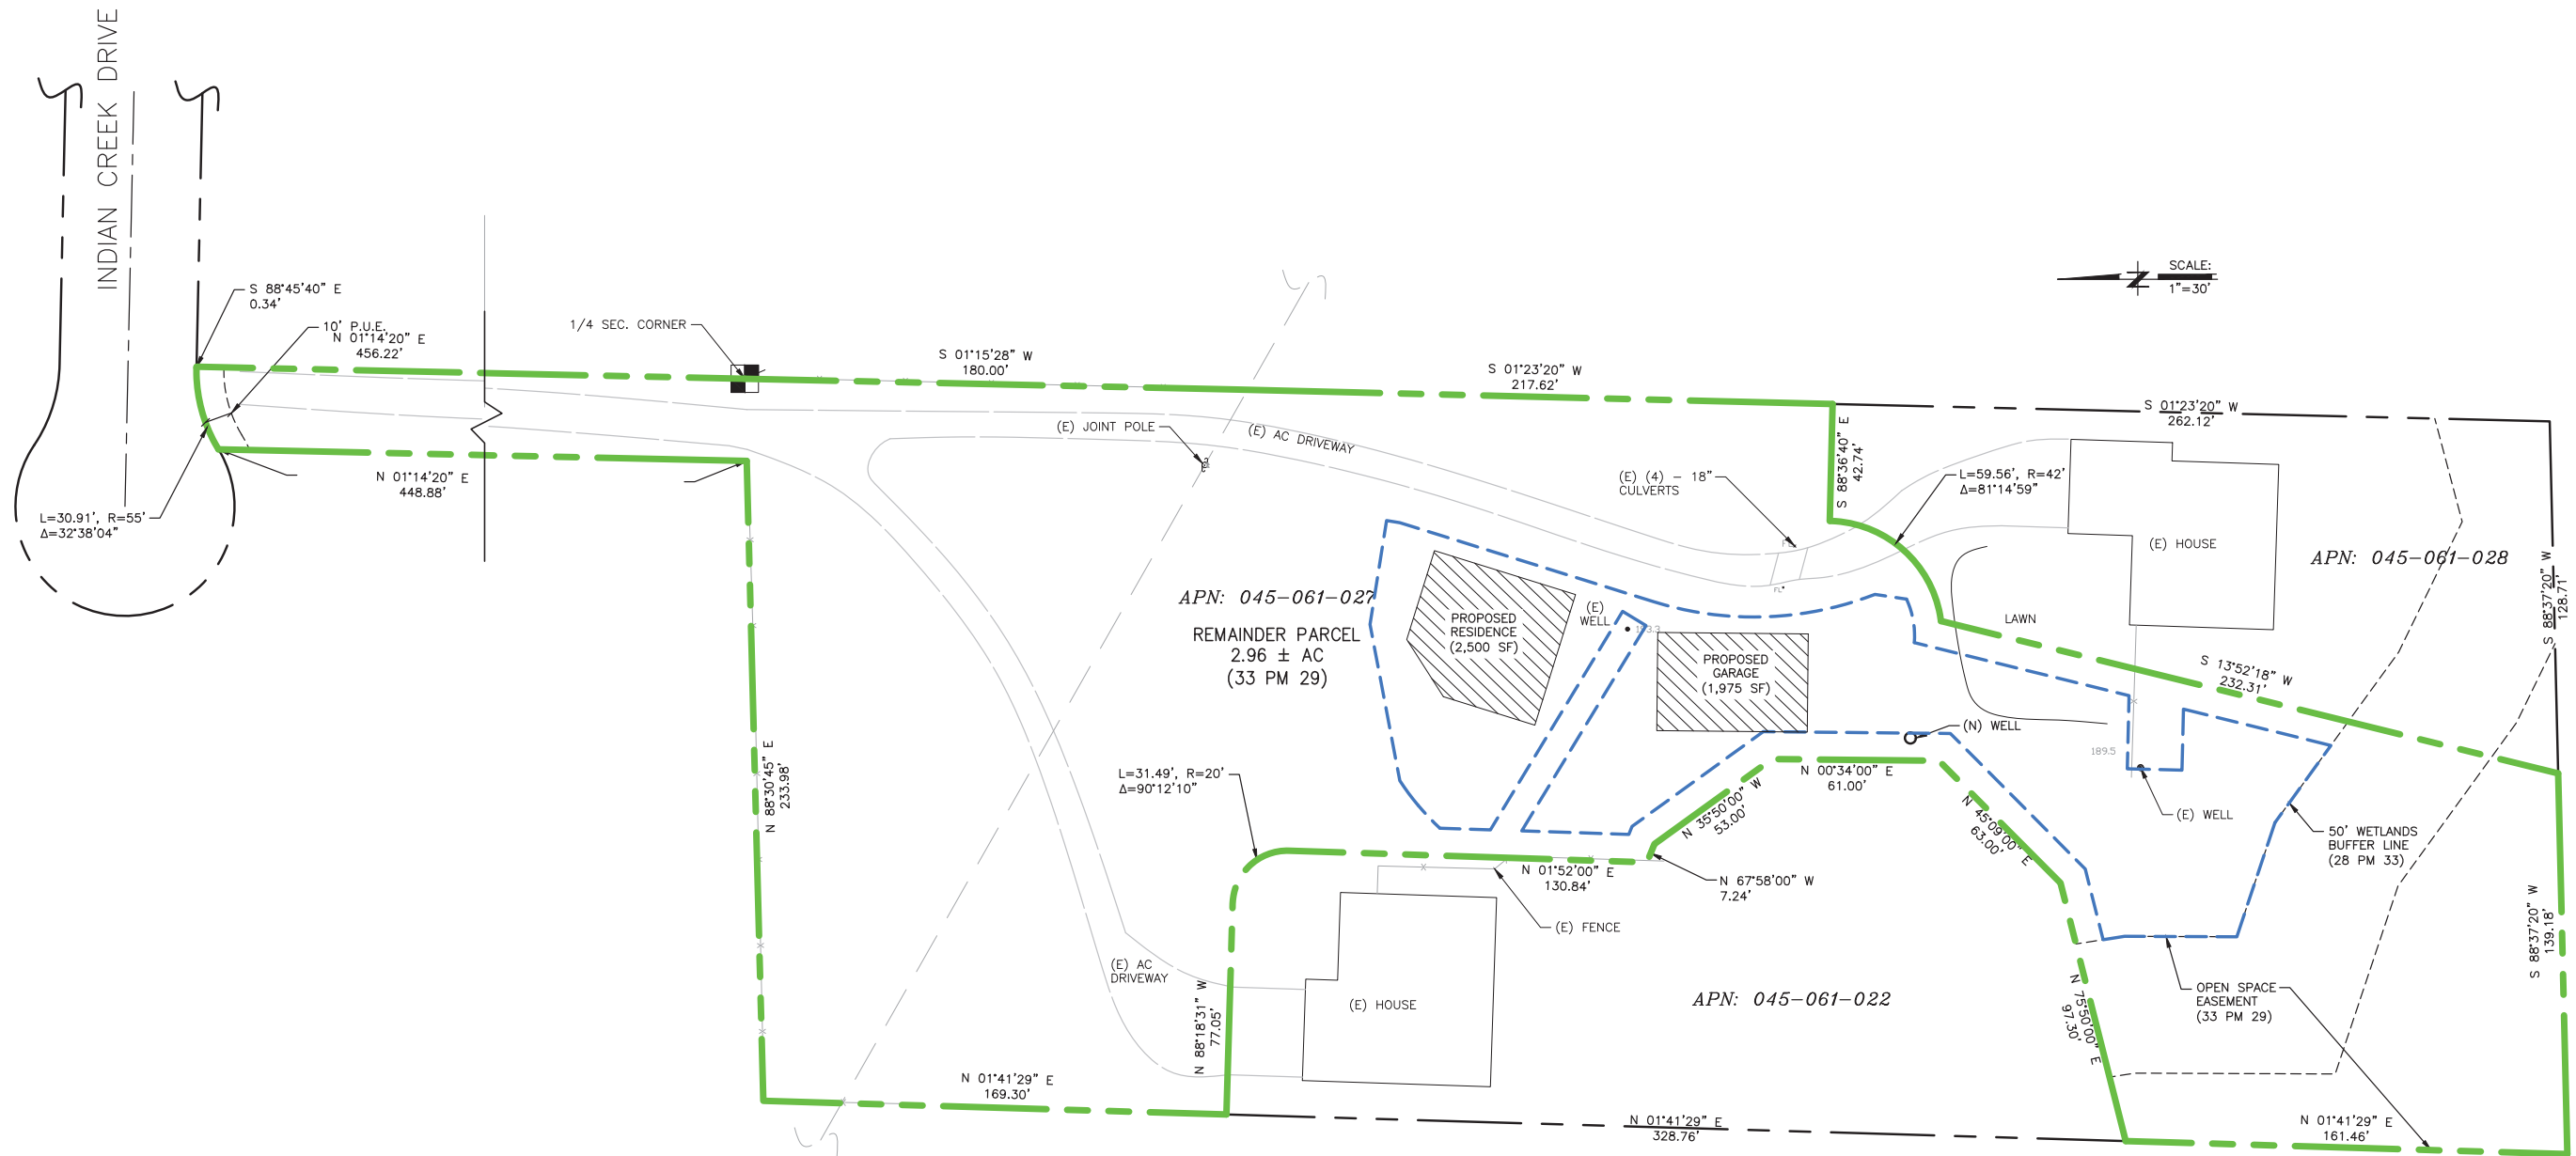 INDIAN CREEK DRIVE
S 88°45'40" E
0.34'
10' P.U.E.
N 01°14'20" E
456.22'
1/4 SEC. CORNER
S 01°15'28" W
180.00'
S 01°23'20" W
217.62'
SCALE:
1"=30'
S 01°23'20" W
262.12'
(E) JOINT POLE
(E) AC DRIVEWAY
S 88°36'40" E
42.74'
(E) (4) – 18"
CULVERTS
L=59.56', R=42'
Δ=81°14'59"
N 01°14'20" E
448.88'
L=30.91', R=55'
Δ=32°38'04"
FL
FL
(E) HOUSE
APN: 045-061-028
S 88°37'20" W
128.71'
APN: 045-061-027
REMAINDER PARCEL
2.96 ± AC
(33 PM 29)
PROPOSED
RESIDENCE
(2,500 SF)
(E)
WELL
PROPOSED
GARAGE
(1,975 SF)
LAWN
S 13°52'18" W
232.31'
(N) WELL
189.5
N 88°30'45" E
233.98'
L=31.49', R=20'
Δ=90°12'10"
N 35°50'00" W
53.00'
N 00°34'00" E
61.00'
N 45°09'00" E
63.00'
(E) WELL
50' WETLANDS
BUFFER LINE
(28 PM 33)
N 01°52'00" E
130.84'
N 67°58'00" W
7.24'
(E) FENCE
(E) AC
DRIVEWAY
N 88°18'31" W
77.05'
(E) HOUSE
APN: 045-061-022
N 75°50'00" E
97.30'
OPEN SPACE
EASEMENT
(33 PM 29)
S 88°37'20" W
139.18'
N 01°41'29" E
169.30'
N 01°41'29" E
328.76'
N 01°41'29" E
161.46'